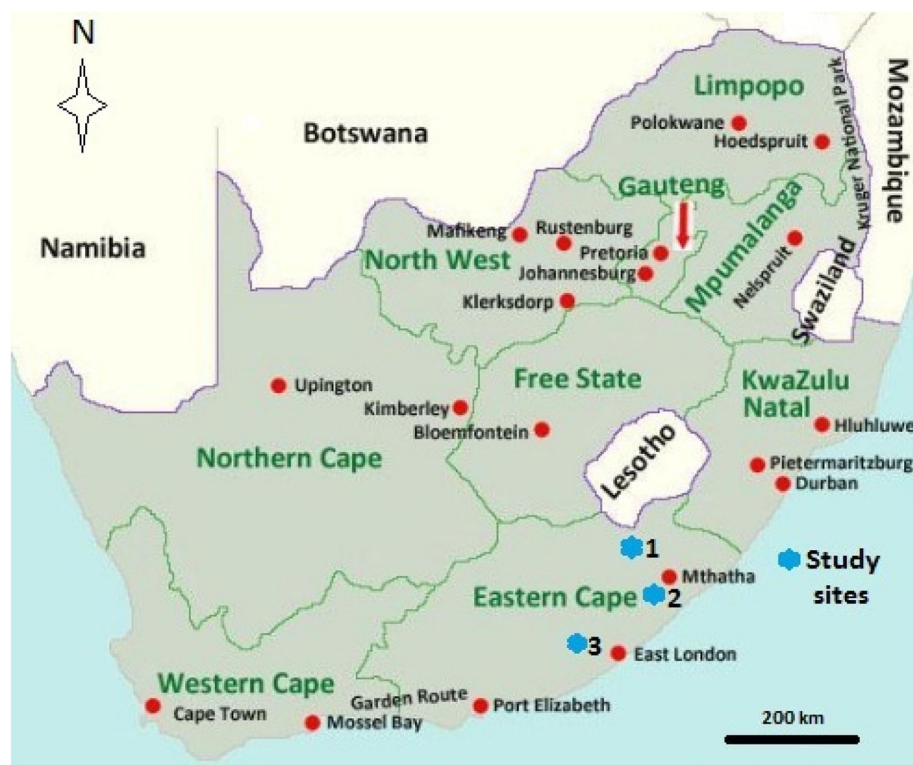 N
Limpopo
Polokwane
Hoedspruit
Kruger National Park
Mozambique
Botswana
Namibia
Gauteng
Mafikeng
Rustenburg
North West
Pretoria
Johannesburg
Klerksdorp
Mpumalanga
Nelspruit
Swaziland
Upington
Kimberley
Free State
Bloemfontein
KwaZulu
Natal
Hluhluwe
Northern Cape
Lesotho
Pietermaritzburg
Durban
1
Mthatha
Study
sites
Eastern Cape
2
3
East London
Western Cape
Garden Route
Cape Town
Mossel Bay
Port Elizabeth
200 km